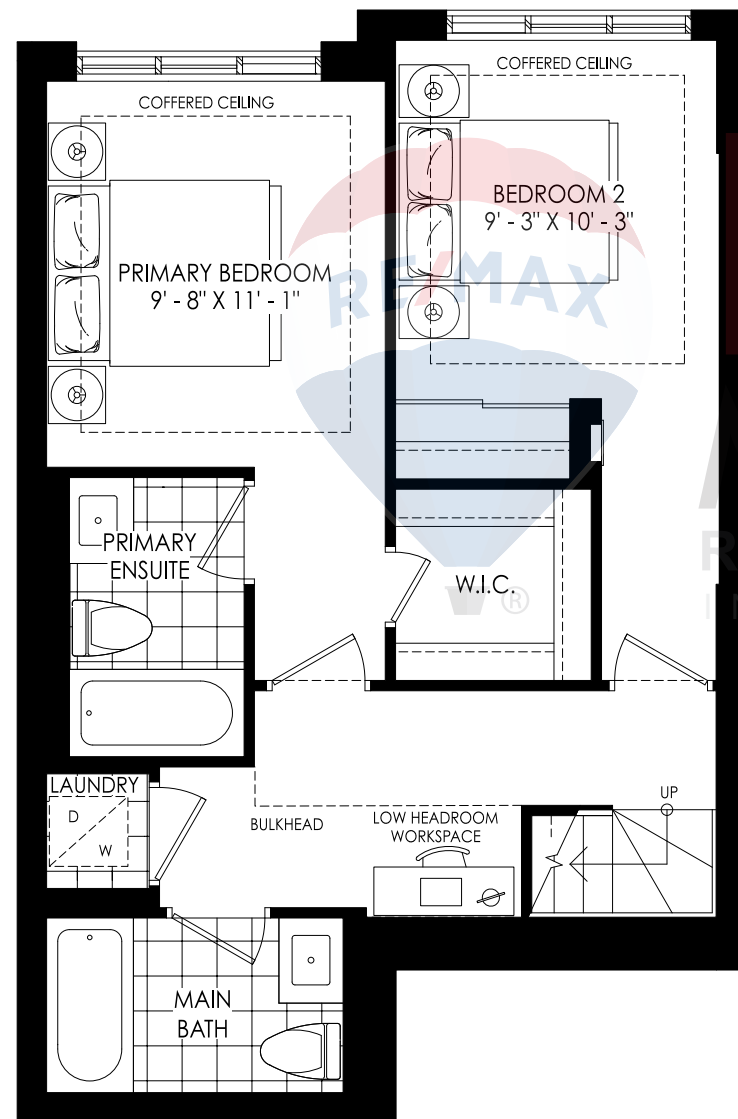 COFFERED CEILING
COFFERED CEILING
BEDROOM 2
9' - 3" X 10' - 3"
PRIMARY BEDROOM
9' - 8" X 11' - 1"
RE/MAX
PRIMARY
ENSUITE
W.I.C.
®
LAUNDRY
D
W
BULKHEAD
LOW HEADROOM
WORKSPACE
UP
MAIN
BATH